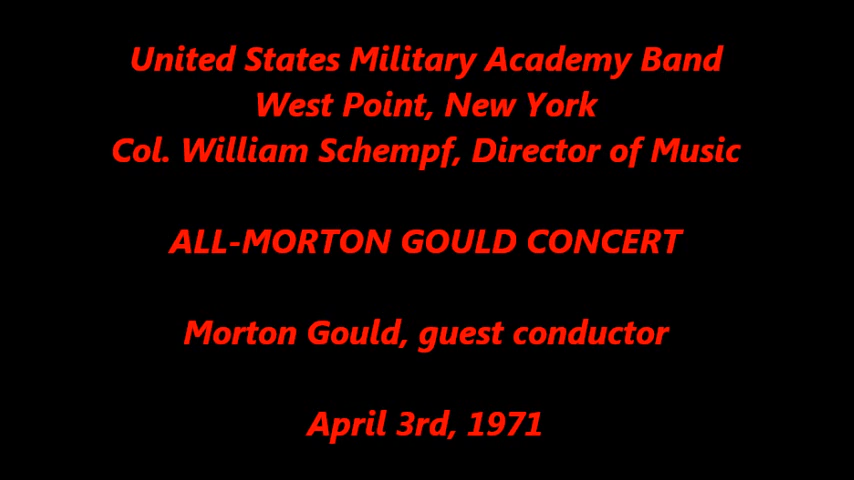 United States Military Academy Band
West Point, New York
Col. William Schempf, Director of Music
ALL-MORTON GOULD CONCERT
Morton Gould, guest conductor
April 3rd, 1971